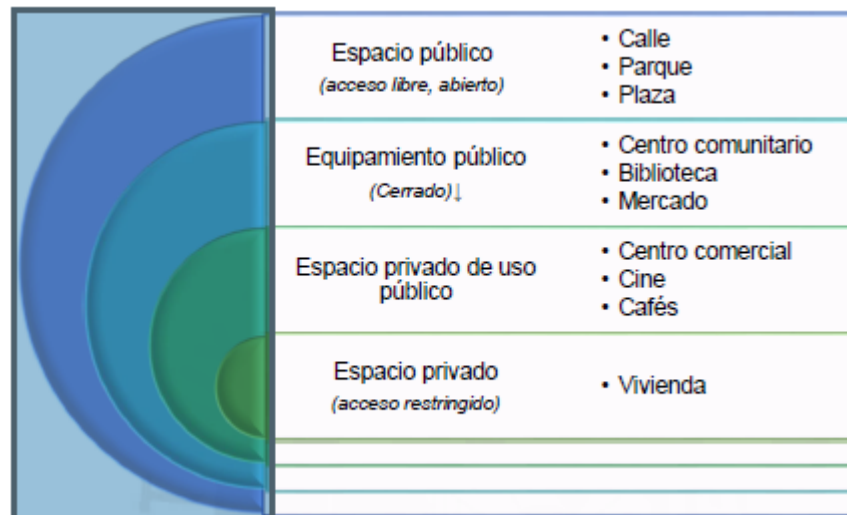 Espacio público
(acceso libre, abierto)
• Calle
• Parque
• Plaza
Equipamiento público
(Cerrado)↓
• Centro comunitario
• Biblioteca
• Mercado
Espacio privado de uso
público
• Centro comercial
• Cine
• Cafés
Espacio privado
(acceso restringido)
• Vivienda